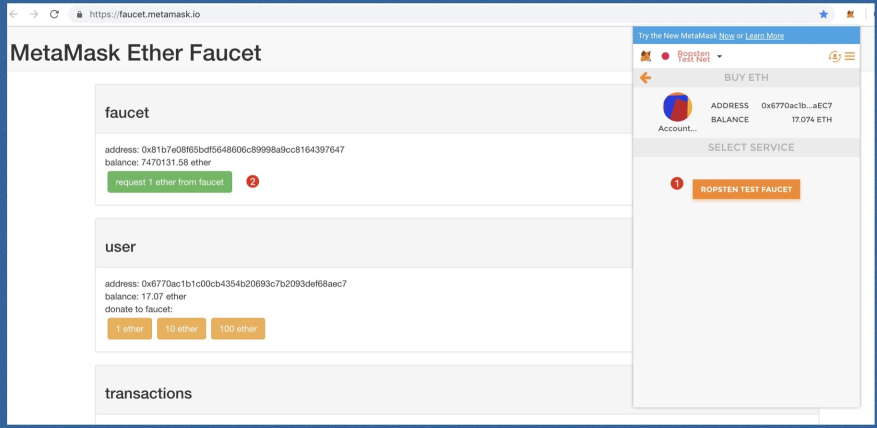 https://faucet.metamask.io
MetaMask Ether Faucet
faucet
address: 0x81b7e08f65bdf5648606c89998a9cc8164397647
balance: 7470131.58 ether
request 1 ether from faucet
2
user
address: 0x6770ac1b1c00cb4354b20693c7b2093def68aec7
balance: 17.07 ether
donate to faucet:
1 ether 10 ether 100 ether
transactions
Try the New MetaMask Now or Learn More
Ropsten
Test Net
BUY ETH
ADDRESS 0x6770ac1b...aEC7
BALANCE 17.074 ETH
Account...
SELECT SERVICE
1
ROPSTEN TEST FAUCET